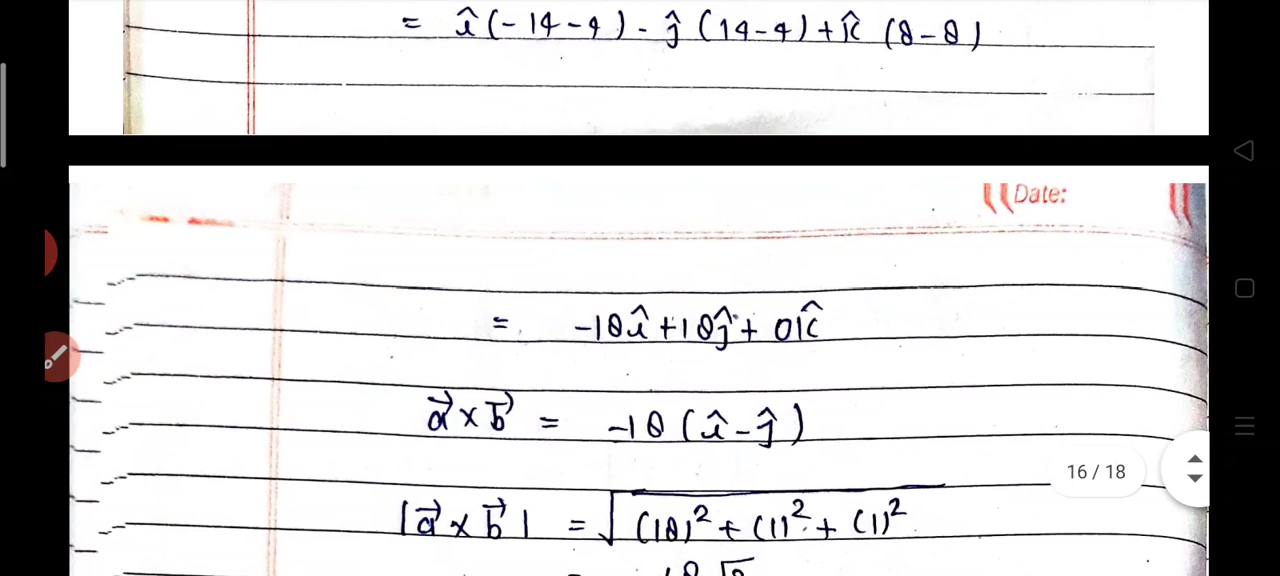 = î(-14-4) - ĵ(14-4) + k̂ (8-8)
Date:
= -18î + 18ĵ + 0k̂
a⃗ × b⃗ = -18 (î - ĵ)
16 / 18
|a⃗ × b⃗| = √(18)² + (1)² + (1)²